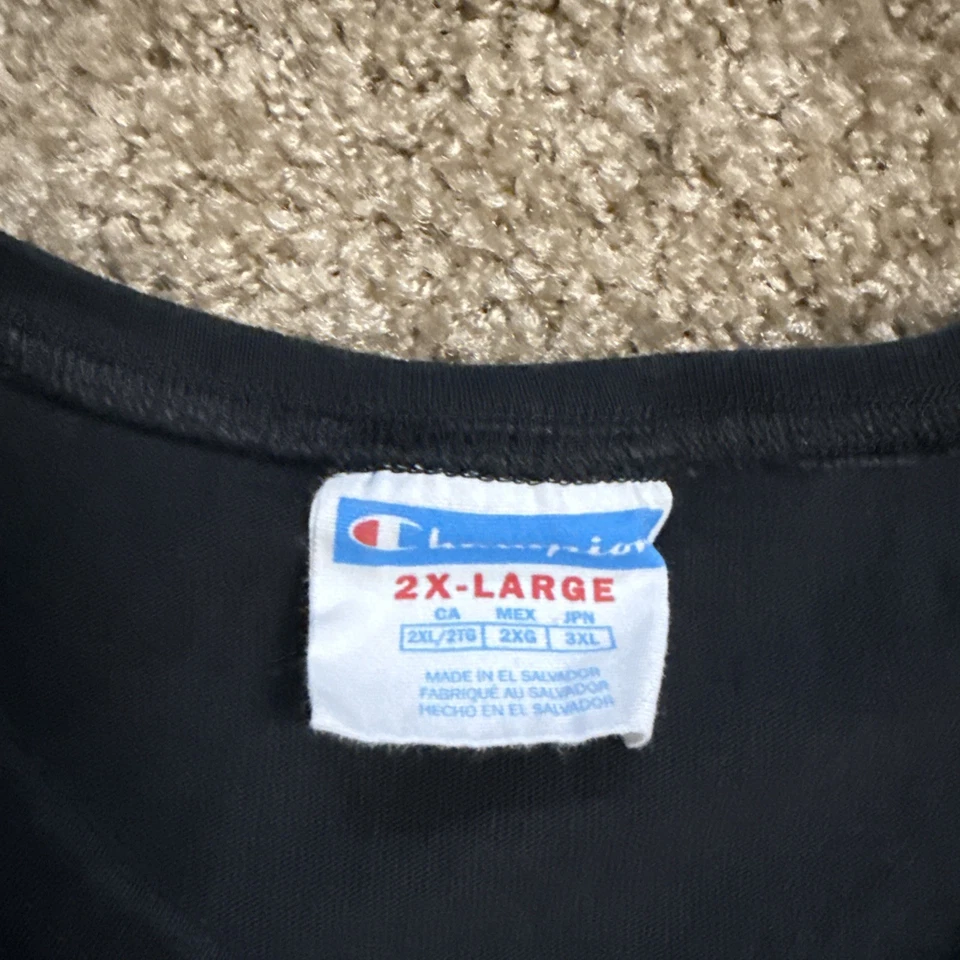 Champion
2X-LARGE
CA MEX JPN
2XL/2TG 2XG 3XL
MADE IN EL SALVADOR
FABRIQUÉ AU SALVADOR
HECHO EN EL SALVADOR